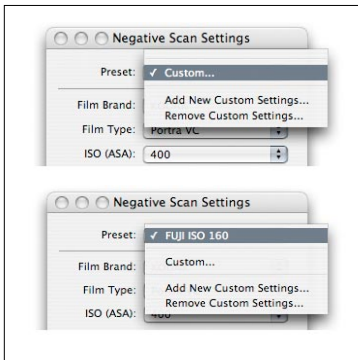 Negative Scan Settings
Preset: ✓ Custom...
Film Brand: Add New Custom Settings...
Remove Custom Settings...
Film Type: Portra VC
ISO (ASA): 400
Negative Scan Settings
Preset: ✓ FUJI ISO 160
Film Brand: Custom...
Film Type: Add New Custom Settings...
Remove Custom Settings...
ISO (ASA): 400